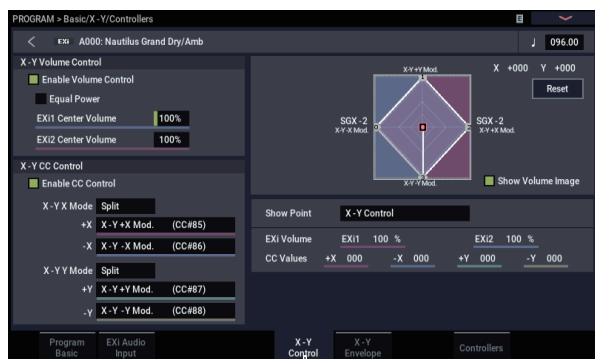 PROGRAM > Basic/X-Y/Controllers
E
EXi A000: Nautilus Grand Dry/Amb
♩ 096.00
X-Y Volume Control
Enable Volume Control
Equal Power
EXi1 Center Volume 100%
EXi2 Center Volume 100%
X-Y CC Control
Enable CC Control
X-Y X Mode Split
+X X-Y +X Mod. (CC#85)
-X X-Y -X Mod. (CC#86)
X-Y Y Mode Split
+Y X-Y +Y Mod. (CC#87)
-Y X-Y -Y Mod. (CC#88)
X +000 Y +000
Reset
X-Y +Y Mod.
SGX-2
X-Y -X Mod.
SGX-2
X-Y +X Mod.
X-Y -Y Mod.
Show Volume Image
Show Point X-Y Control
EXi Volume EXi1 100 % EXi2 100 %
CC Values +X 000 -X 000 +Y 000 -Y 000
Program Basic
EXi Audio Input
X-Y Control
X-Y Envelope
Controllers